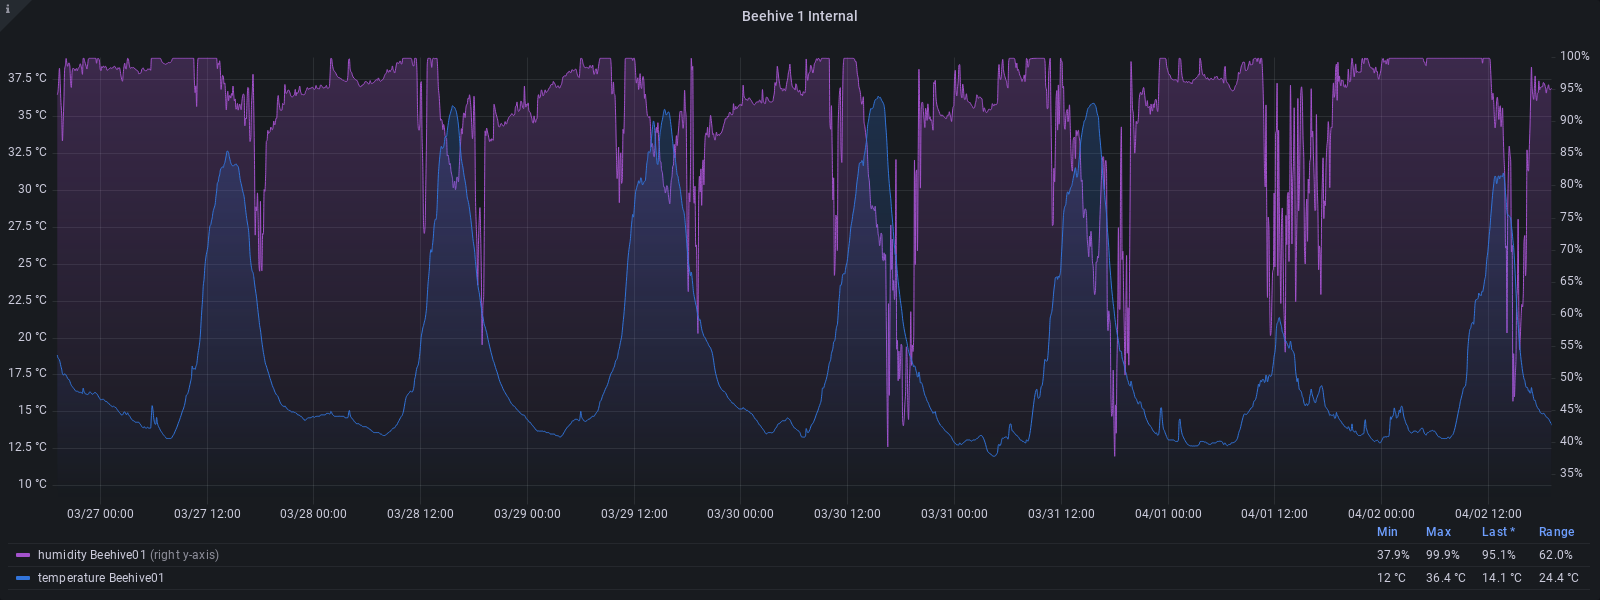 i
Beehive 1 Internal
37.5 °C
35 °C
32.5 °C
30 °C
27.5 °C
25 °C
22.5 °C
20 °C
17.5 °C
15 °C
12.5 °C
10 °C
100%
95%
90%
85%
80%
75%
70%
65%
60%
55%
50%
45%
40%
35%
03/27 00:00 03/27 12:00 03/28 00:00 03/28 12:00 03/29 00:00 03/29 12:00 03/30 00:00 03/30 12:00 03/31 00:00 03/31 12:00 04/01 00:00 04/01 12:00 04/02 00:00 04/02 12:00
Min Max Last * Range
humidity Beehive01 (right y-axis) 37.9% 99.9% 95.1% 62.0%
temperature Beehive01 12 °C 36.4 °C 14.1 °C 24.4 °C